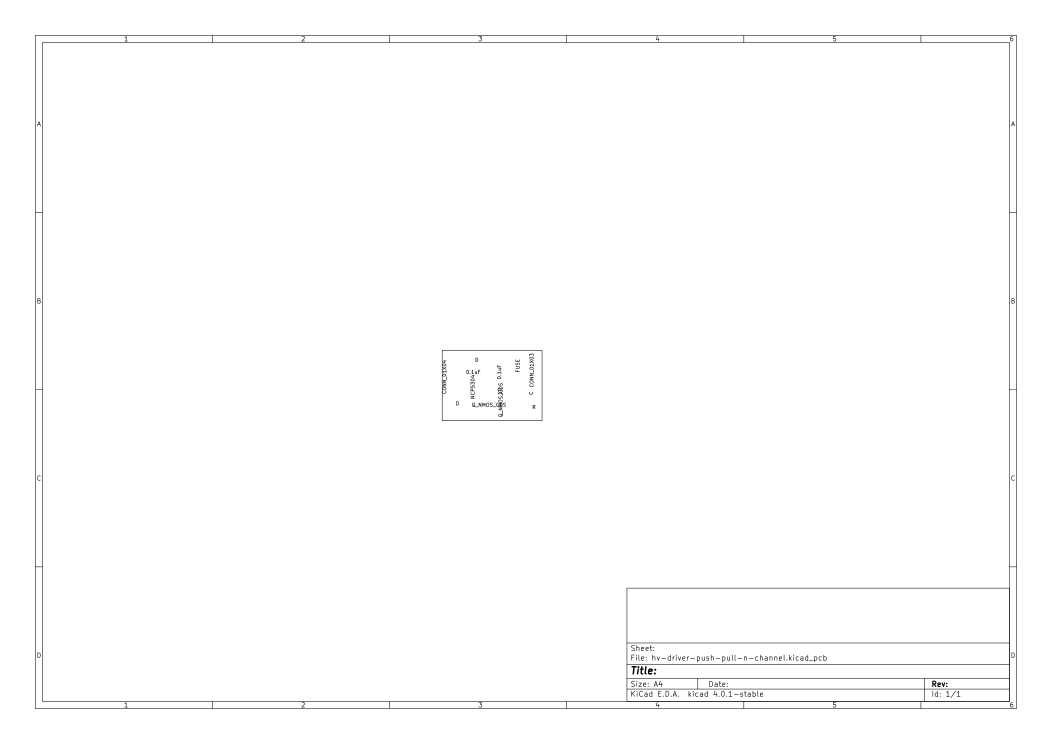 1 2 3 4 5 6
A A
B B
CONN_01X04
D
0.1uF
NCP5304
0.1uF
FUSE
CONN_01X03
C
D
Q_NMOS_GDS
Q_NMOS_GDS
R
C C
D D
Sheet:
File: hv-driver-push-pull-n-channel.kicad_pcb
Title:
Size: A4 Date: Rev:
KiCad E.D.A. kicad 4.0.1-stable Id: 1/1
1 2 3 4 5 6